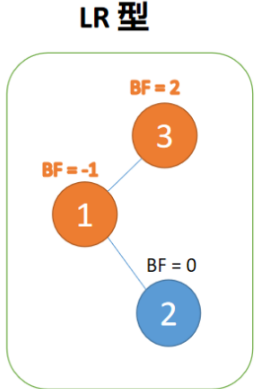 LR 型
BF = 2
3
BF = -1
1
BF = 0
2